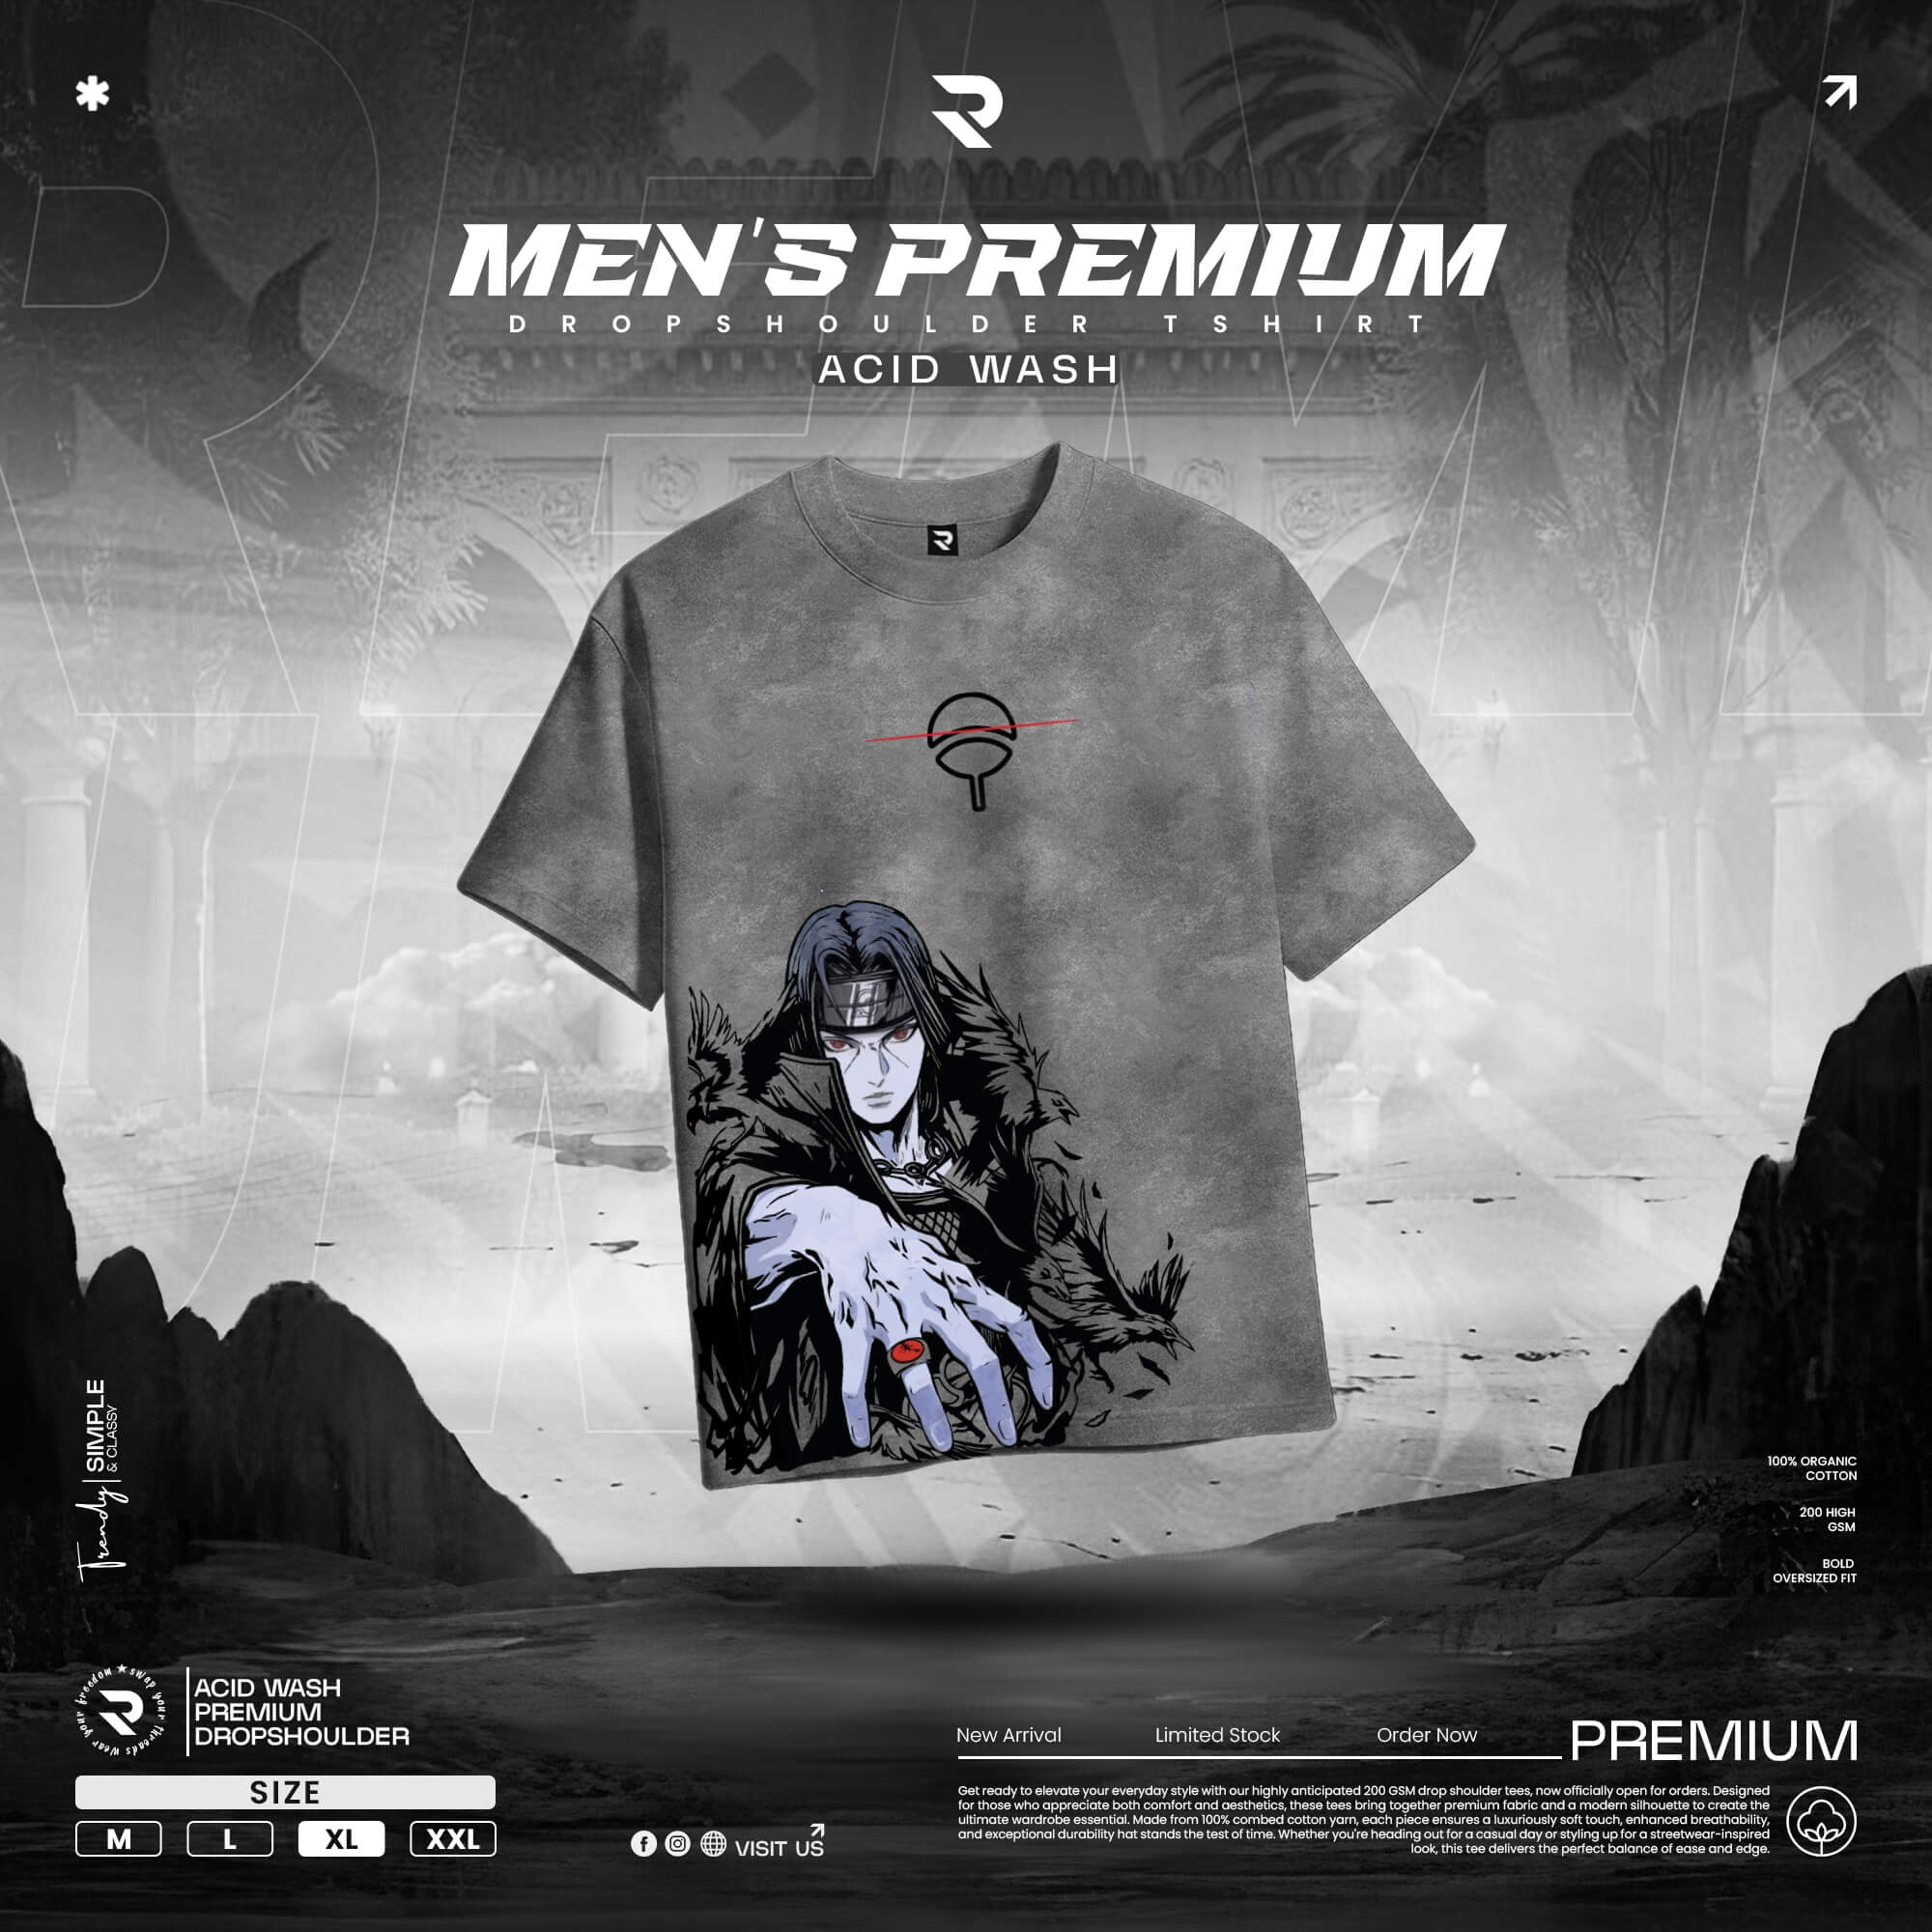 MEN'S PREMIUM
DROPSHOULDER TSHIRT
ACID WASH
Trendy
SIMPLE
& CLASSY
100% ORGANIC
COTTON
200 HIGH
GSM
BOLD
OVERSIZED FIT
swap your threads wear your freedom
ACID WASH
PREMIUM
DROPSHOULDER
SIZE
M L XL XXL
VISIT US
New Arrival Limited Stock Order Now
PREMIUM
Get ready to elevate your everyday style with our highly anticipated 200 GSM drop shoulder tees, now officially open for orders. Designed
for those who appreciate both comfort and aesthetics, these tees bring together premium fabric and a modern silhouette to create the
ultimate wardrobe essential. Made from 100% combed cotton yarn, each piece ensures a luxuriously soft touch, enhanced breathability,
and exceptional durability hat stands the test of time. Whether you're heading out for a casual day or styling up for a streetwear-inspired
look, this tee delivers the perfect balance of ease and edge.